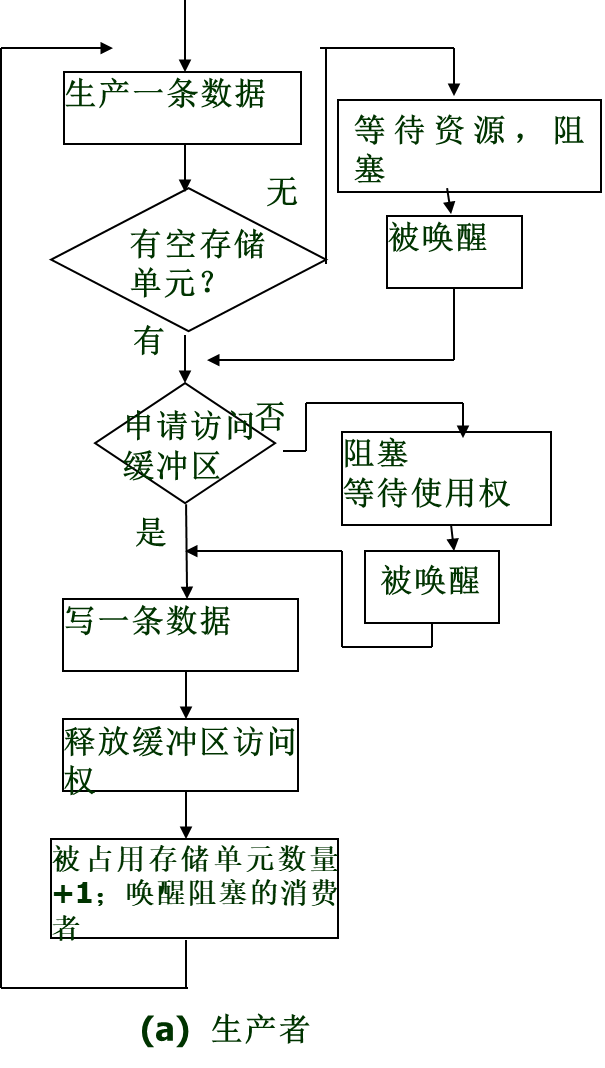 生产一条数据
等待资源，阻
塞
无
被唤醒
有空存储
单元？
有
申请访问
缓冲区
否
阻塞
等待使用权
是
被唤醒
写一条数据
释放缓冲区访问
权
被占用存储单元数量
+1；唤醒阻塞的消费
者
(a) 生产者